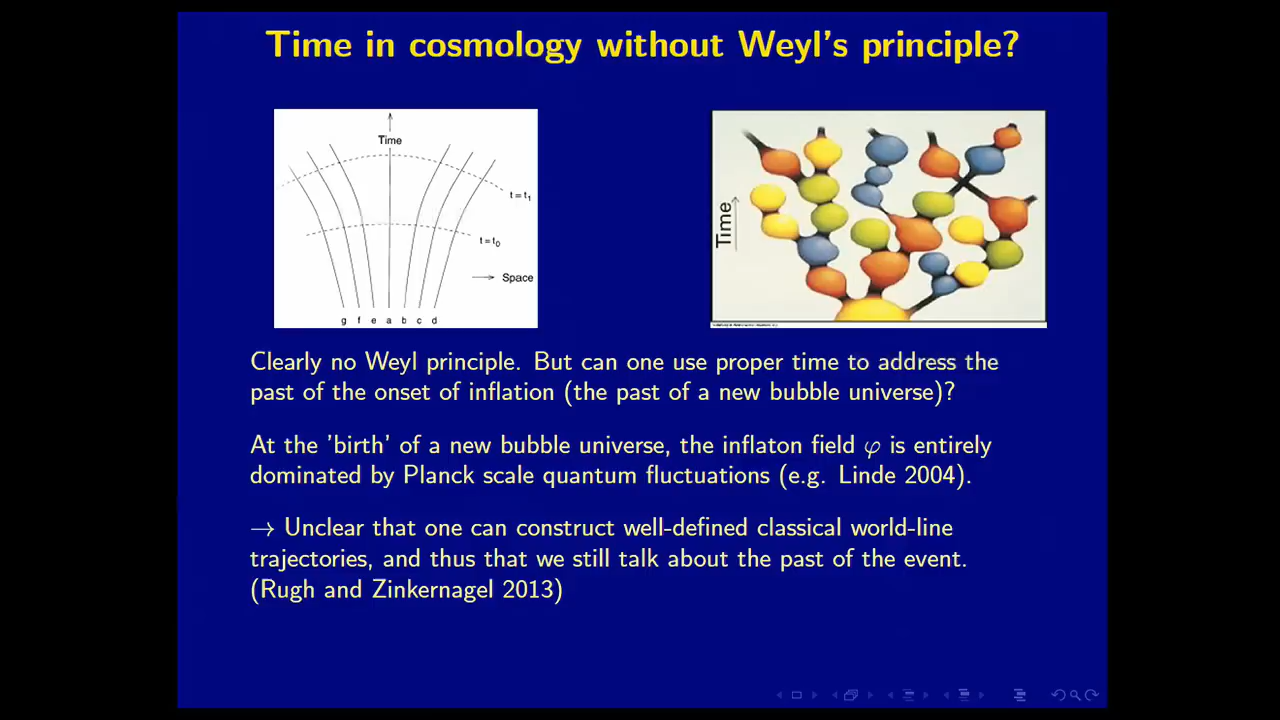 Time in cosmology without Weyl's principle?
Time
t = t1
t = t0
Space
g f e a b c d
Time
Clearly no Weyl principle. But can one use proper time to address the
past of the onset of inflation (the past of a new bubble universe)?
At the 'birth' of a new bubble universe, the inflaton field φ is entirely
dominated by Planck scale quantum fluctuations (e.g. Linde 2004).
→ Unclear that one can construct well-defined classical world-line
trajectories, and thus that we still talk about the past of the event.
(Rugh and Zinkernagel 2013)